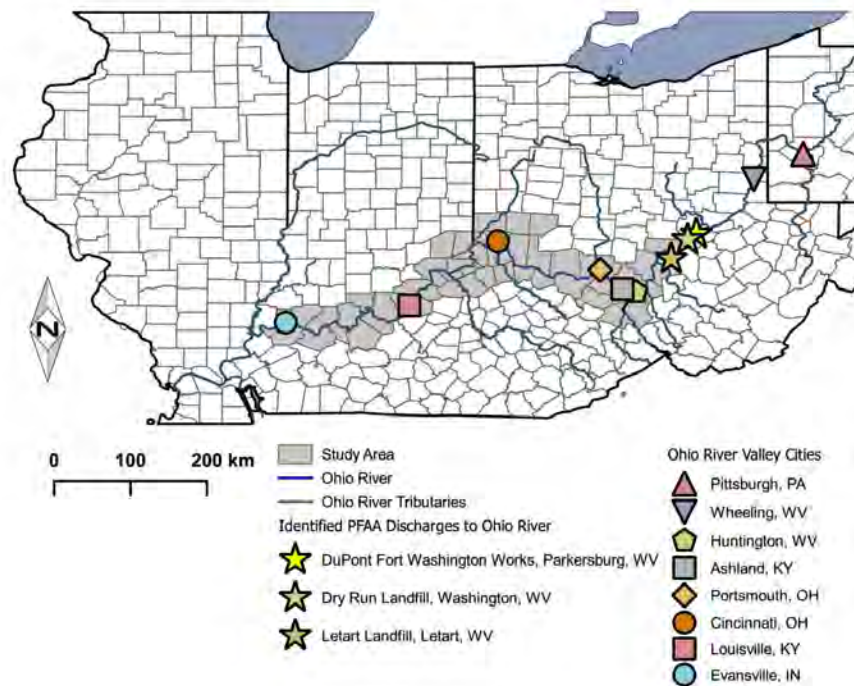 N
0 100 200 km
Study Area
Ohio River
Ohio River Tributaries
Identified PFAA Discharges to Ohio River
DuPont Fort Washington Works, Parkersburg, WV
Dry Run Landfill, Washington, WV
Letart Landfill, Letart, WV
Ohio River Valley Cities
Pittsburgh, PA
Wheeling, WV
Huntington, WV
Ashland, KY
Portsmouth, OH
Cincinnati, OH
Louisville, KY
Evansville, IN